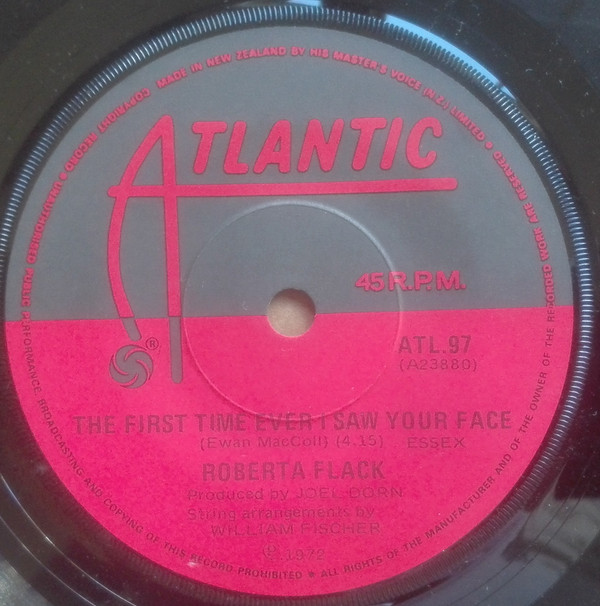 COPYRIGHT RECORD ★ UNAUTHORISED PUBLIC PERFORMANCE BROADCASTING AND COPYING OF THIS RECORD PROHIBITED ★ ALL RIGHTS OF THE MANUFACTURER AND OF THE OWNER OF THE RECORDED WORK ARE RESERVED ★ MADE IN NEW ZEALAND BY HIS MASTER'S VOICE (N.Z.) LIMITED
ATLANTIC
45 R.P.M.
®
ATL.97
(A23880)
THE FIRST TIME EVER I SAW YOUR FACE
(Ewan MacColl) (4.15) ESSEX
ROBERTA FLACK
Produced by JOEL DORN
String arrangements by:
WILLIAM FISCHER
℗ 1972